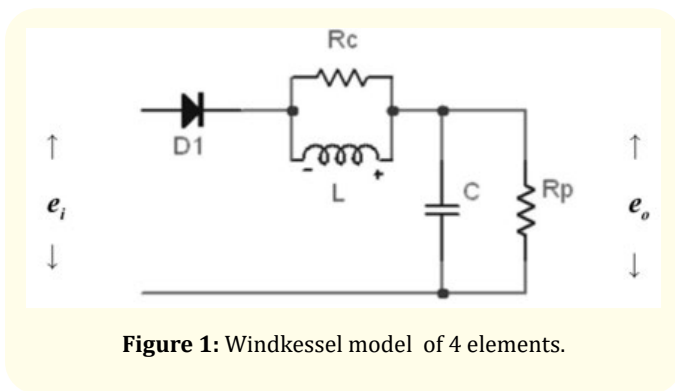 Rc
D1
- +
L
C
Rp
↑
e_i
↓
↑
e_o
↓
Figure 1: Windkessel model of 4 elements.